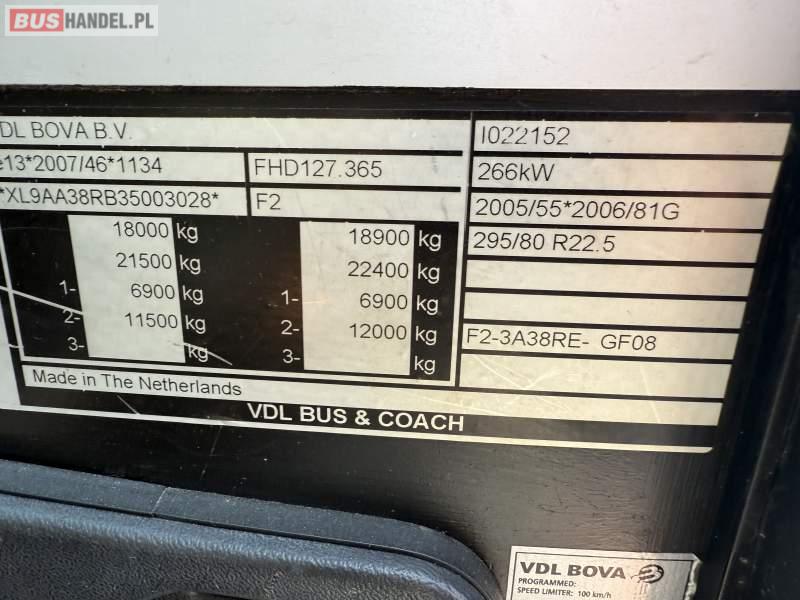 BUSHANDEL.PL
DL BOVA B.V. I022152
e13*2007/46*1134 FHD127.365 266kW
*XL9AA38RB35003028* F2 2005/55*2006/81G
18000 kg 18900 kg 295/80 R22.5
21500 kg 22400 kg
1- 6900 kg 1- 6900 kg
2- 11500 kg 2- 12000 kg F2-3A38RE- GF08
3- kg 3- kg
Made in The Netherlands
VDL BUS & COACH
VDL BOVA
PROGRAMMED:
SPEED LIMITER: 100 km/h